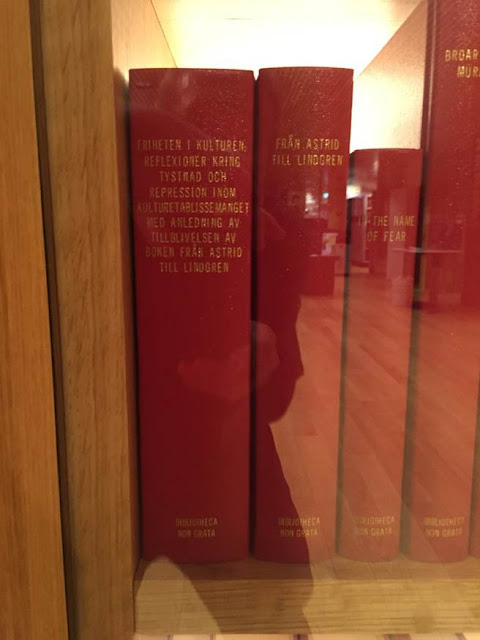 FRIHETEN I KULTUREN;
REFLEXIONER KRING
TYSTNAD OCH
REPRESSION INOM
KULTURETABLISSEMANGET
MED ANLEDNING AV
TILLBLIVELSEN AV
BOKEN FRÅN ASTRID
TILL LINDGREN
BIBLIOTHECA
NON GRATA
FRÅN ASTRID
TILL LINDGREN
BIBLIOTHECA
NON GRATA
THE NAME
OF FEAR
BIBLIOTHECA
NON GRATA
BIBLIOTHECA
NON GRATA